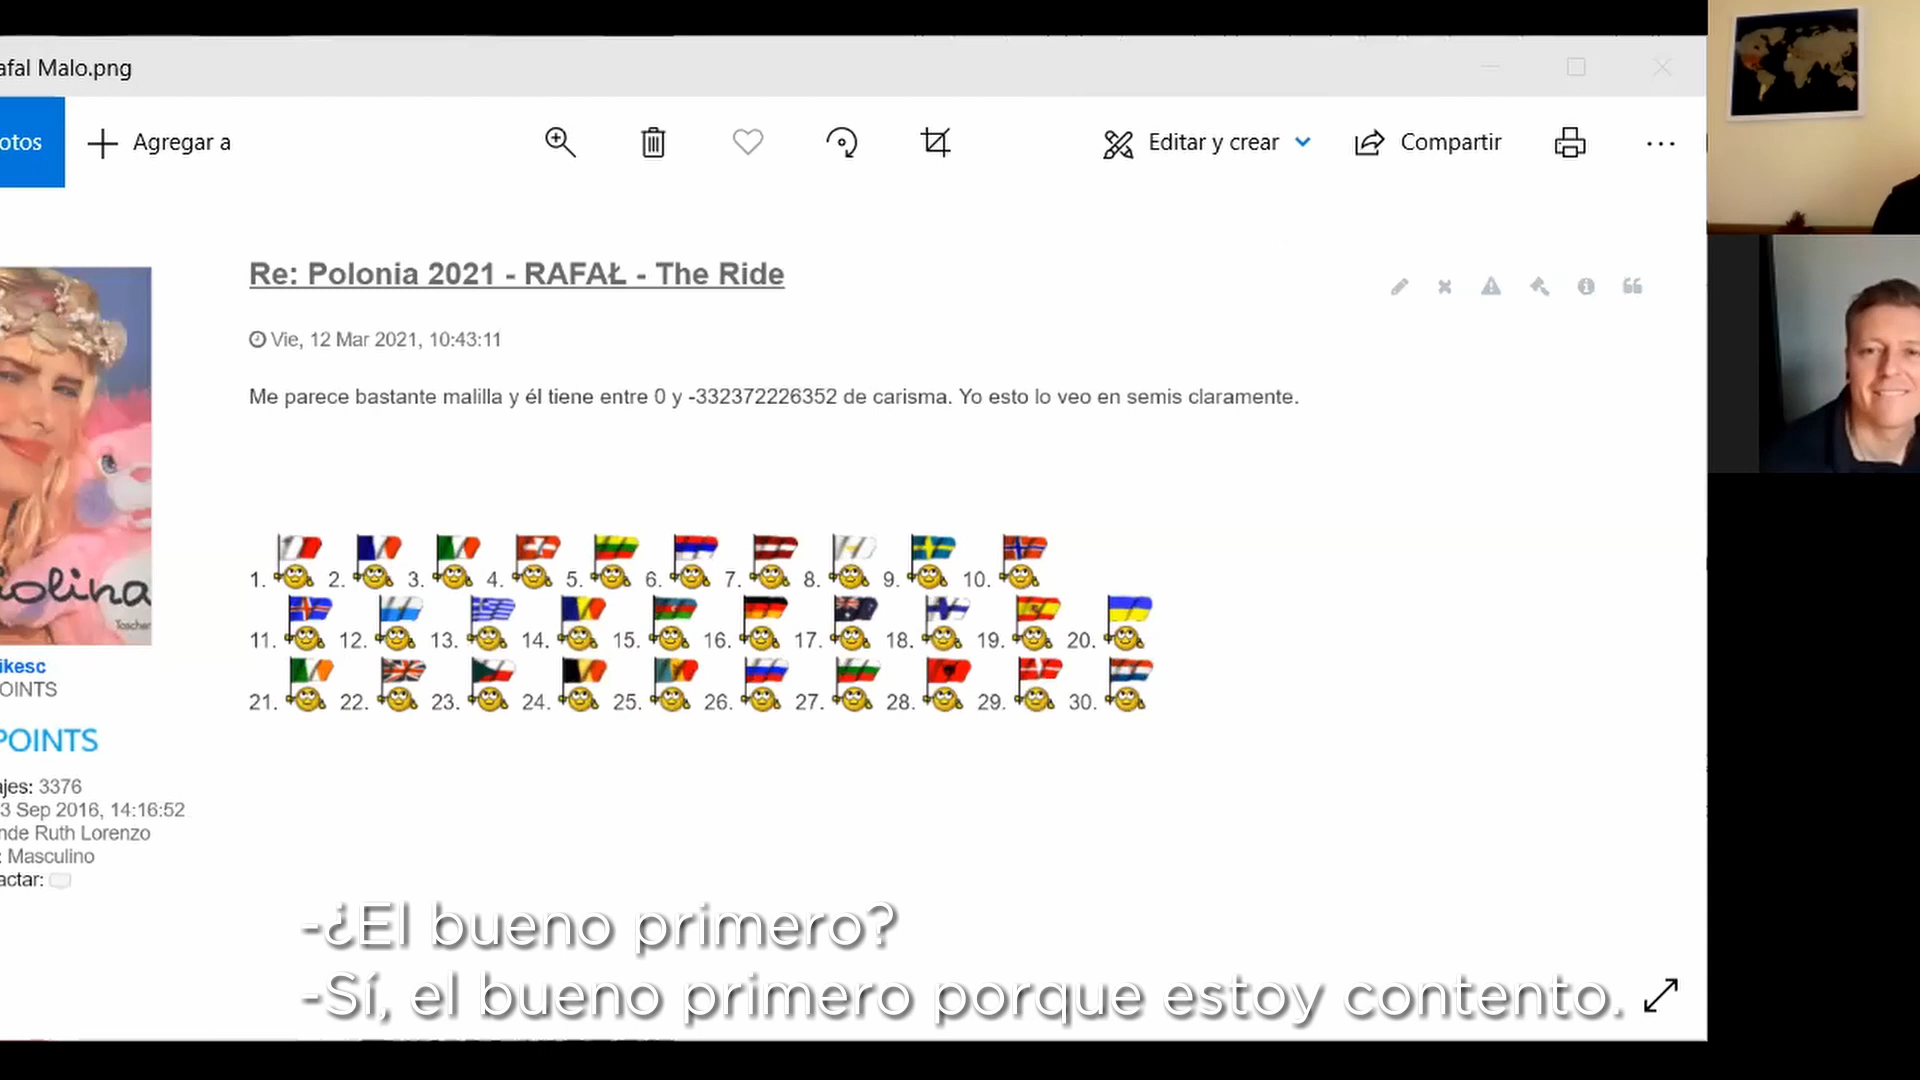 afal Malo.png
otos
Agregar a
Editar y crear
Compartir
Re: Polonia 2021 - RAFAŁ - The Ride
Vie, 12 Mar 2021, 10:43:11
Me parece bastante malilla y él tiene entre 0 y -332372226352 de carisma. Yo esto lo veo en semis claramente.
1. 2. 3. 4. 5. 6. 7. 8. 9. 10.
11. 12. 13. 14. 15. 16. 17. 18. 19. 20.
21. 22. 23. 24. 25. 26. 27. 28. 29. 30.
olina
Taschen
ikesc
OINTS
POINTS
ajes: 3376
3 Sep 2016, 14:16:52
nde Ruth Lorenzo
: Masculino
actar:
-¿El bueno primero?
-Sí, el bueno primero porque estoy contento.